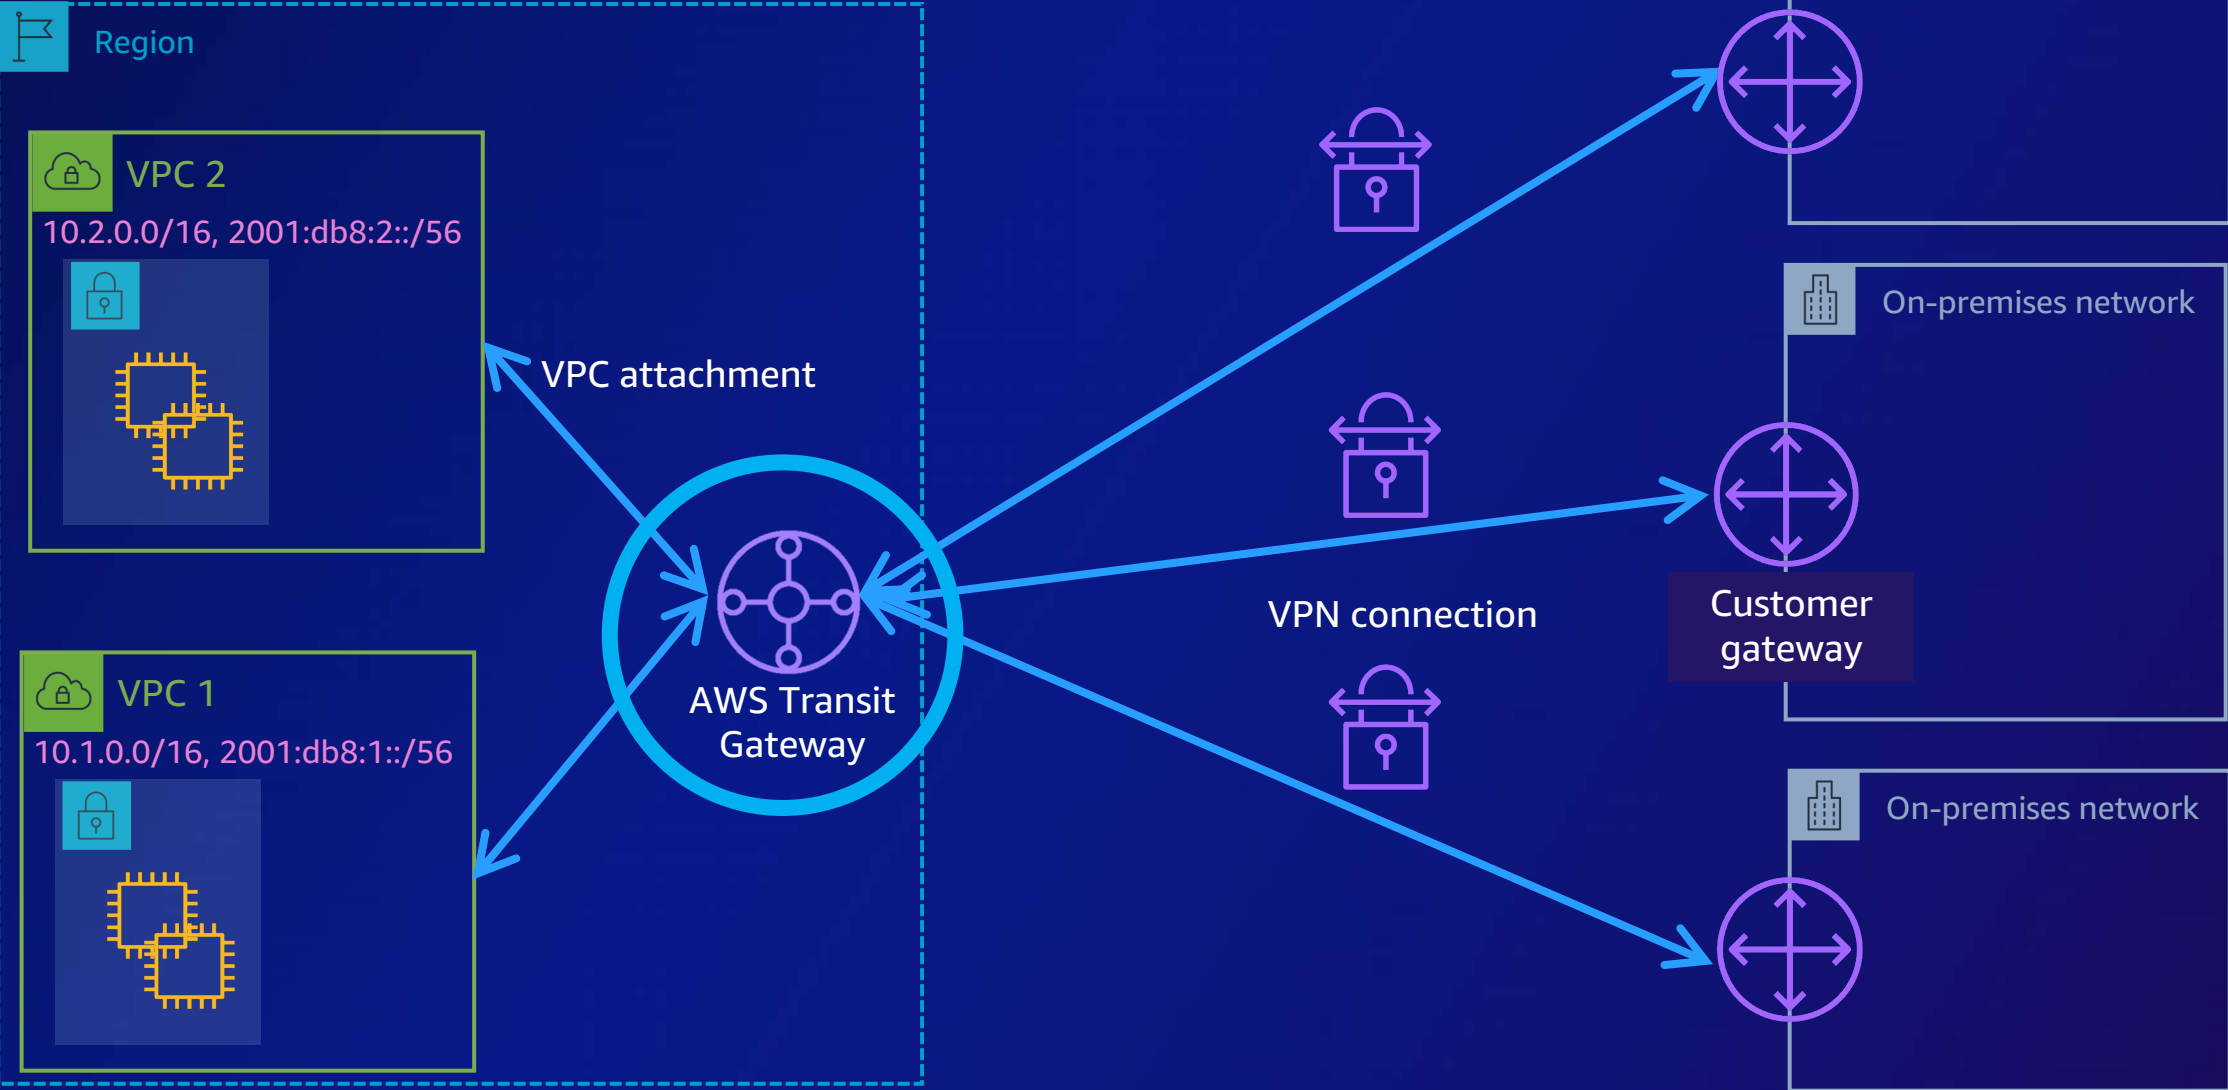 Region
VPC 2
10.2.0.0/16, 2001:db8:2::/56
VPC attachment
On-premises network
AWS Transit
Gateway
VPN connection
Customer
gateway
VPC 1
10.1.0.0/16, 2001:db8:1::/56
On-premises network